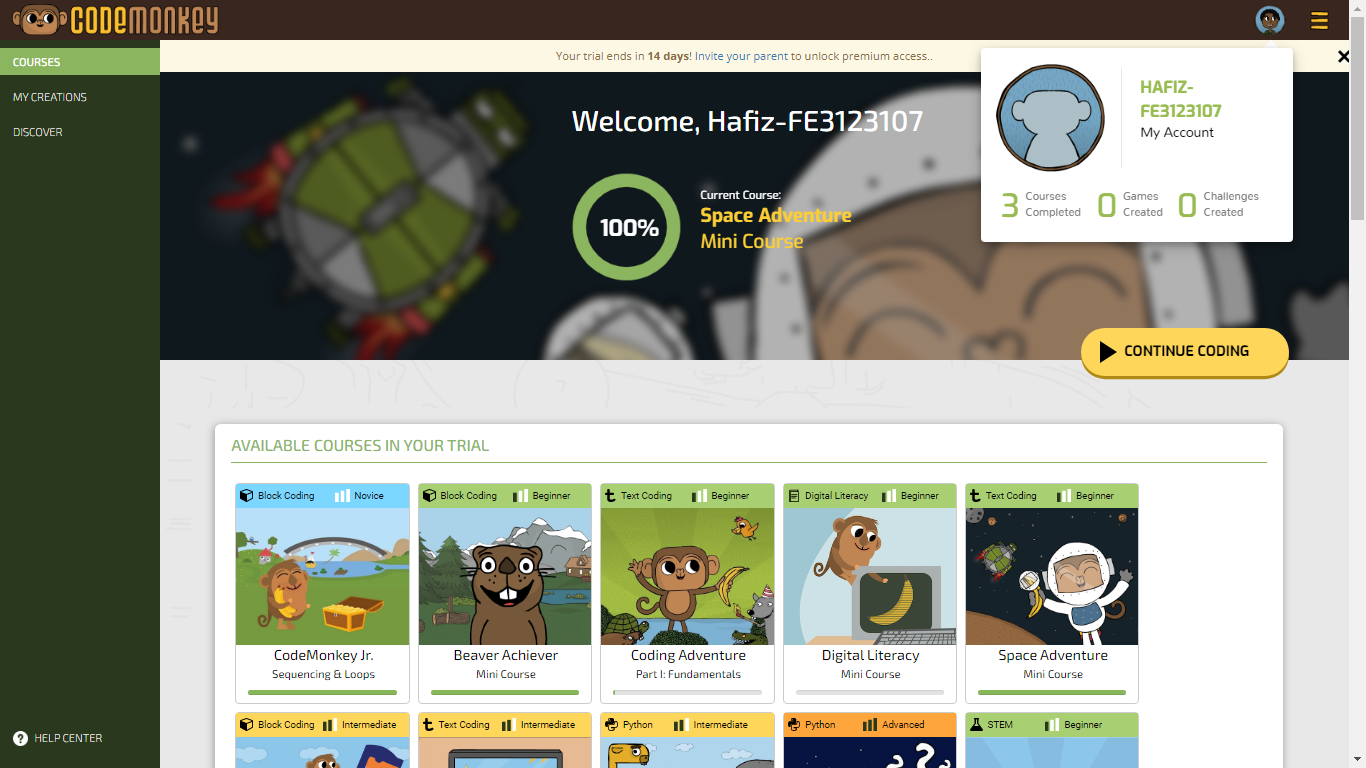 CODEMONKEY
COURSES
MY CREATIONS
DISCOVER
HELP CENTER
Your trial ends in 14 days! Invite your parent to unlock premium access..
Welcome, Hafiz-FE3123107
100%
Current Course:
Space Adventure
Mini Course
HAFIZ-
FE3123107
My Account
3 Courses Completed
0 Games Created
0 Challenges Created
CONTINUE CODING
AVAILABLE COURSES IN YOUR TRIAL
Block Coding Novice
CodeMonkey Jr.
Sequencing & Loops
Block Coding Beginner
Beaver Achiever
Mini Course
Text Coding Beginner
Coding Adventure
Part I: Fundamentals
Digital Literacy Beginner
Digital Literacy
Mini Course
Text Coding Beginner
Space Adventure
Mini Course
Block Coding Intermediate
Text Coding Intermediate
Python Intermediate
Python Advanced
STEM Beginner